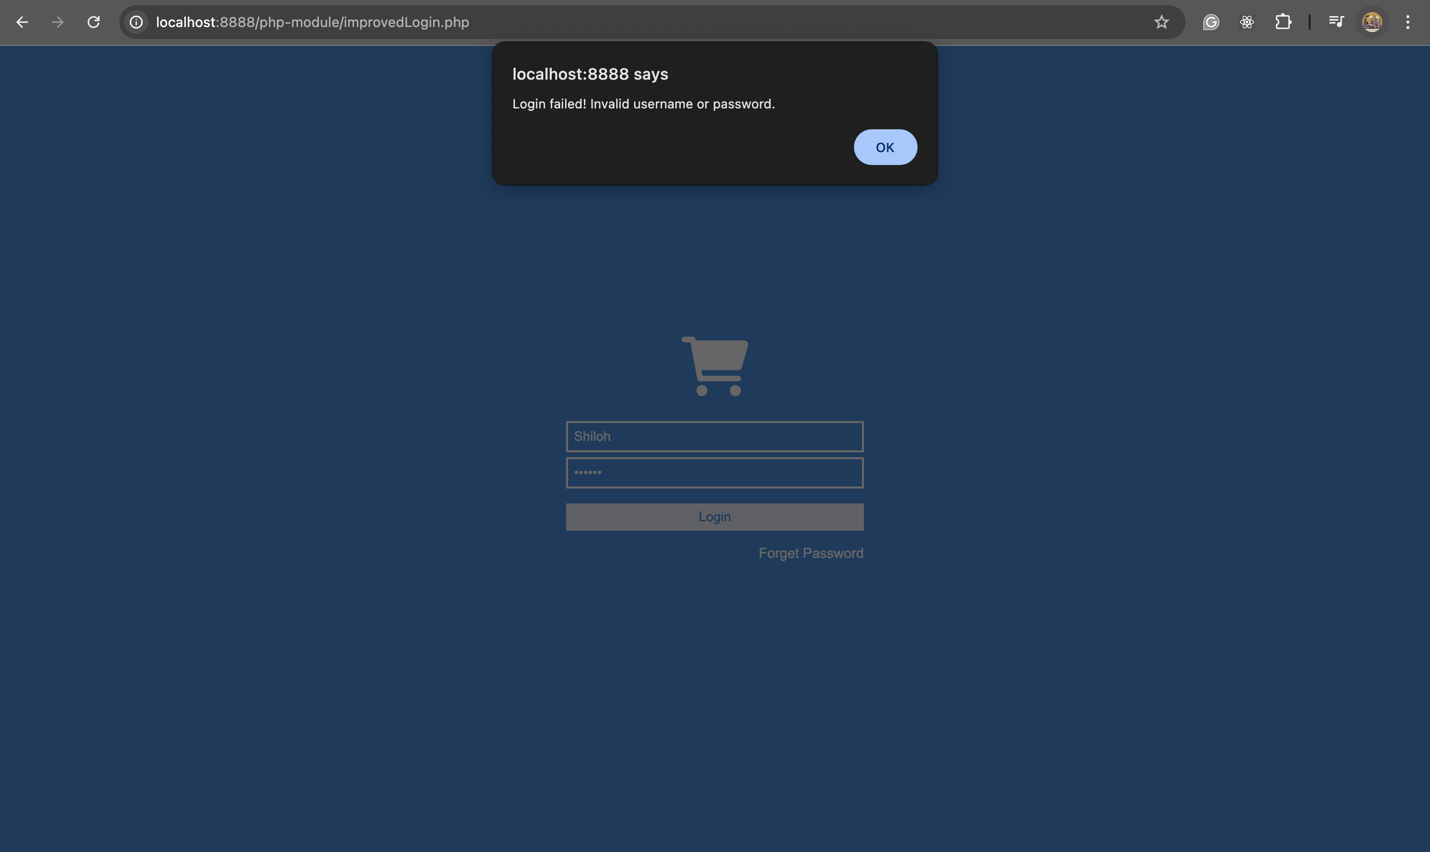 localhost:8888/php-module/improvedLogin.php
localhost:8888 says
Login failed! Invalid username or password.
OK
Shiloh
••••••
Login
Forget Password